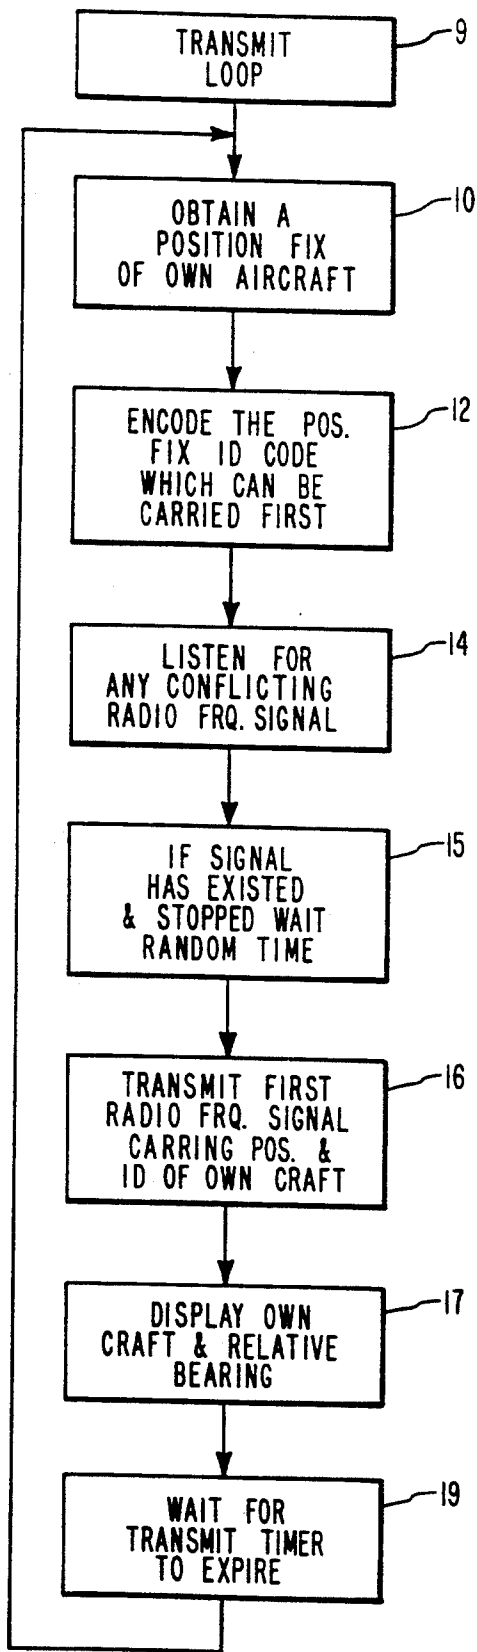 TRANSMIT
LOOP
9
OBTAIN A
POSITION FIX
OF OWN AIRCRAFT
10
ENCODE THE POS.
FIX ID CODE
WHICH CAN BE
CARRIED FIRST
12
LISTEN FOR
ANY CONFLICTING
RADIO FRQ. SIGNAL
14
IF SIGNAL
HAS EXISTED
& STOPPED WAIT
RANDOM TIME
15
TRANSMIT FIRST
RADIO FRQ. SIGNAL
CARRING POS. &
ID OF OWN CRAFT
16
DISPLAY OWN
CRAFT & RELATIVE
BEARING
17
WAIT FOR
TRANSMIT TIMER
TO EXPIRE
19